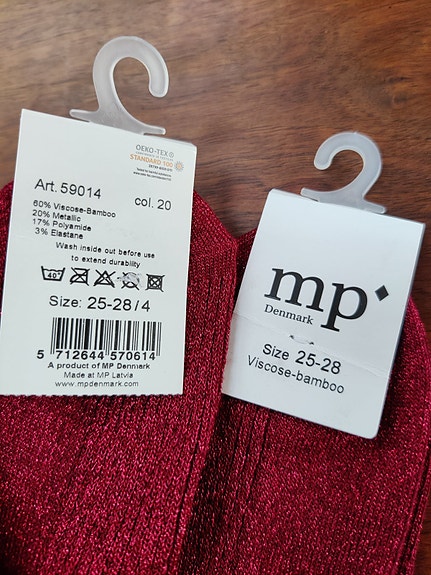 OEKO-TEX®
STANDARD 100
Art. 59014
col. 20
60% Viscose-Bamboo
20% Metallic
17% Polyamide
3% Elastane
Wash inside out before use
to extend durability
40°
Size: 25-28/4
5 712644 570614
A product of MP Denmark
Made at MP Latvia
www.mpdenmark.com
mp
Denmark
Size 25-28
Viscose-bamboo